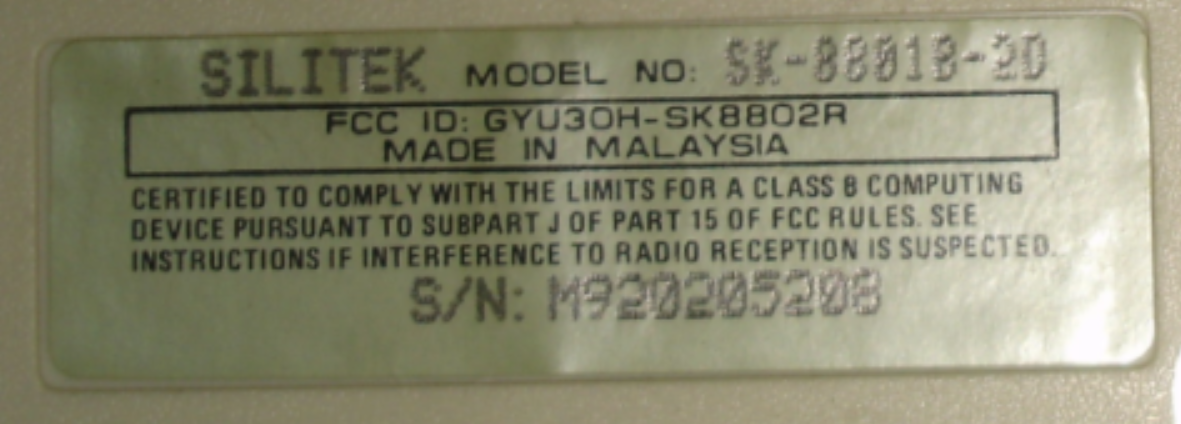 SILITEK MODEL NO: SK-8801B-2D
FCC ID: GYU3OH-SK8802R
MADE IN MALAYSIA
CERTIFIED TO COMPLY WITH THE LIMITS FOR A CLASS B COMPUTING
DEVICE PURSUANT TO SUBPART J OF PART 15 OF FCC RULES. SEE
INSTRUCTIONS IF INTERFERENCE TO RADIO RECEPTION IS SUSPECTED.
S/N: M920205208